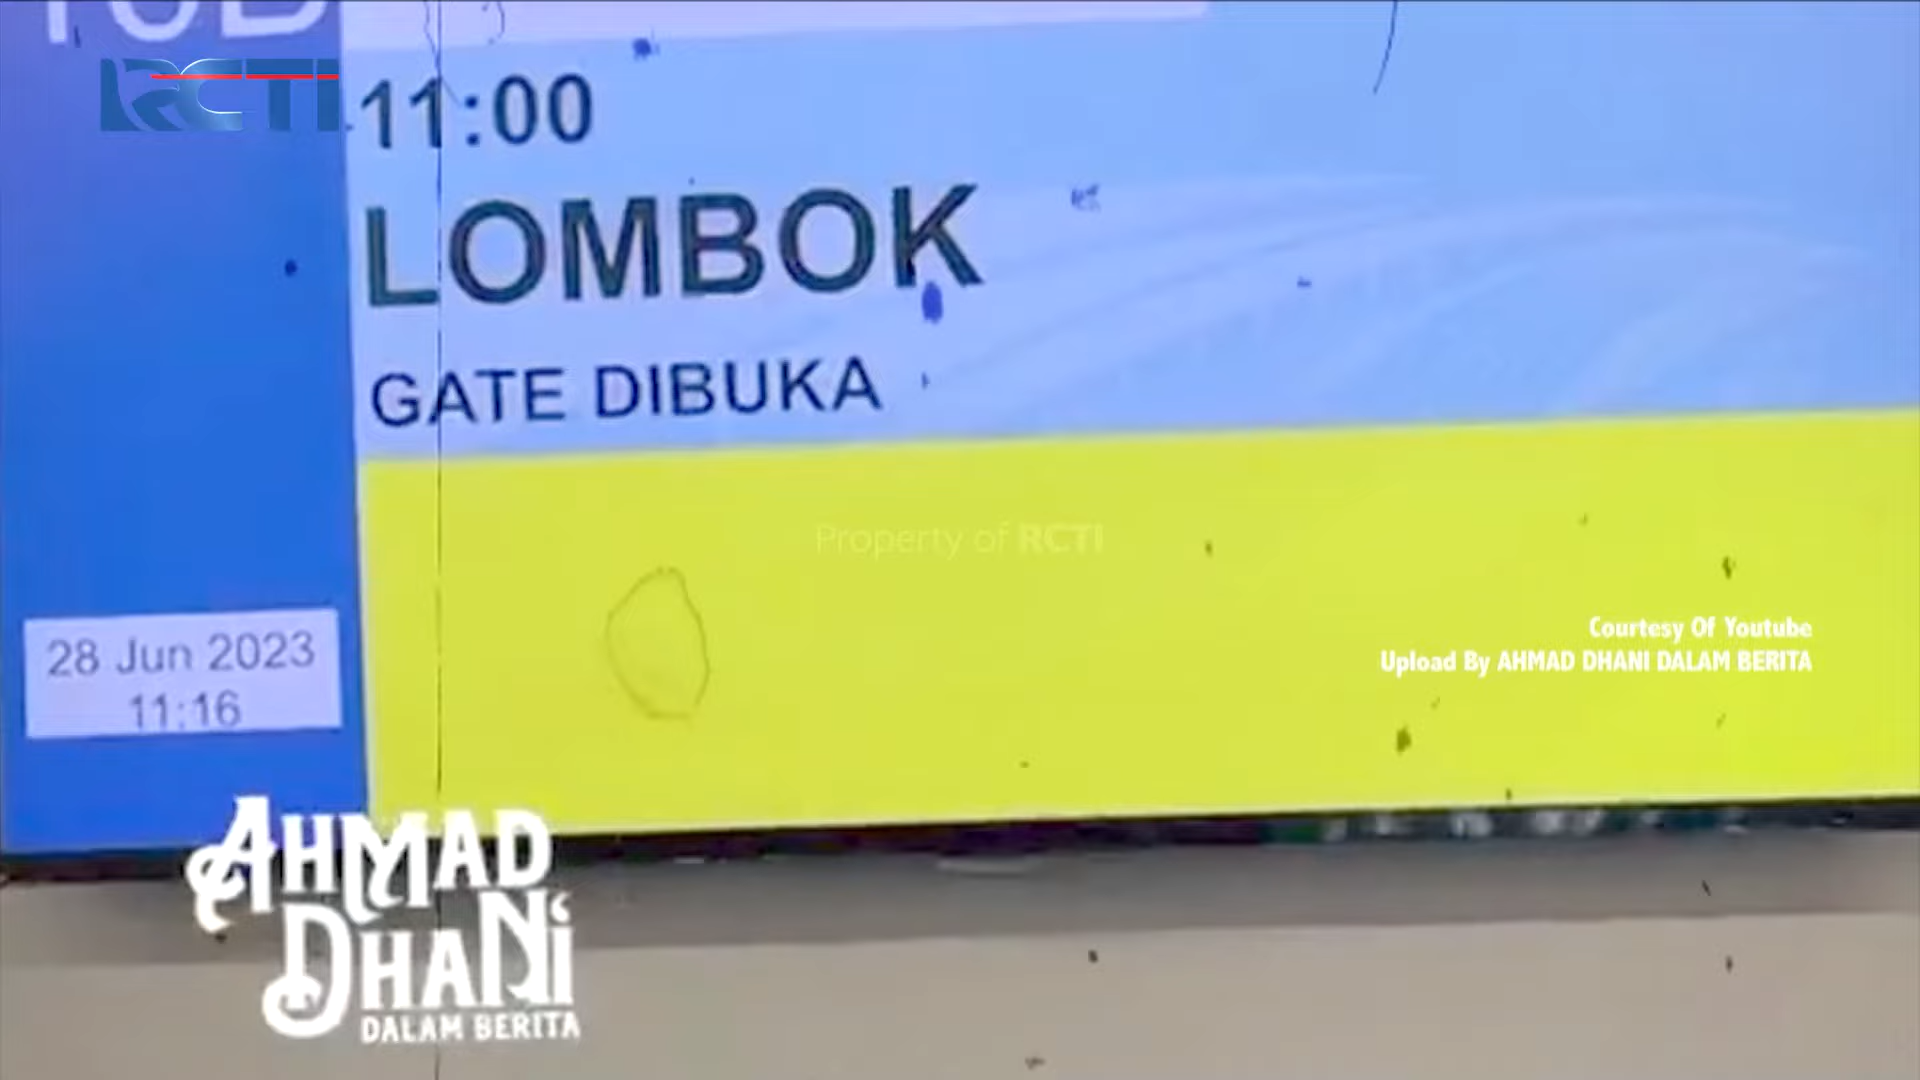 RCTI
11:00
LOMBOK
GATE DIBUKA
Property of RCTI
Courtesy Of Youtube
Upload By AHMAD DHANI DALAM BERITA
28 Jun 2023
11:16
AHMAD
DHANI
DALAM BERITA